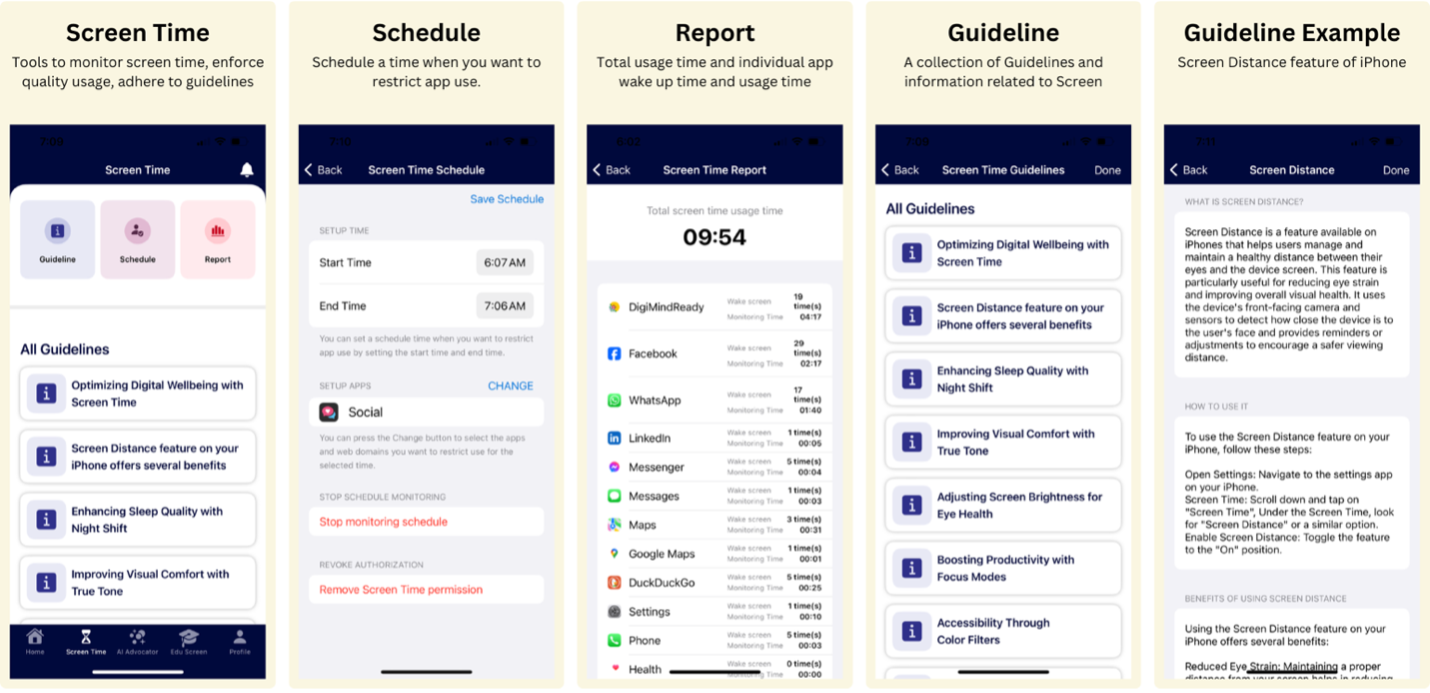 Screen Time
Tools to monitor screen time, enforce
quality usage, adhere to guidelines
7:09
Screen Time
Guideline
Schedule
Report
All Guidelines
Optimizing Digital Wellbeing with
Screen Time
Screen Distance feature on your
iPhone offers several benefits
Enhancing Sleep Quality with
Night Shift
Improving Visual Comfort with
True Tone
Home
Screen Time
AI Advocator
Edu Screen
Profile
Schedule
Schedule a time when you want to
restrict app use.
7:10
Back
Screen Time Schedule
Save Schedule
SETUP TIME
Start Time
6:07 AM
End Time
7:06 AM
You can set a schedule time when you want to restrict
app use by setting the start time and end time.
SETUP APPS
CHANGE
Social
You can press the Change button to select the apps
and web domains you want to restrict use for the
selected time.
STOP SCHEDULE MONITORING
Stop monitoring schedule
REVOKE AUTHORIZATION
Remove Screen Time permission
Report
Total usage time and individual app
wake up time and usage time
6:02
Back
Screen Time Report
Total screen time usage time
09:54
DigiMindReady
Wake screen
19
time(s)
Monitoring Time
04:17
Facebook
Wake screen
29
time(s)
Monitoring Time
02:17
WhatsApp
Wake screen
17
time(s)
Monitoring Time
01:40
LinkedIn
Wake screen
1 time(s)
Monitoring Time
00:05
Messenger
Wake screen
5 time(s)
Monitoring Time
00:04
Messages
Wake screen
1 time(s)
Monitoring Time
00:03
Maps
Wake screen
3 time(s)
Monitoring Time
00:31
Google Maps
Wake screen
1 time(s)
Monitoring Time
00:01
DuckDuckGo
Wake screen
5 time(s)
Monitoring Time
00:25
Settings
Wake screen
1 time(s)
Monitoring Time
00:10
Phone
Wake screen
5 time(s)
Monitoring Time
00:03
Health
Wake screen
0 time(s)
Time
00:00
Guideline
A collection of Guidelines and
information related to Screen
7:09
Back
Screen Time Guidelines
Done
All Guidelines
Optimizing Digital Wellbeing with
Screen Time
Screen Distance feature on your
iPhone offers several benefits
Enhancing Sleep Quality with
Night Shift
Improving Visual Comfort with
True Tone
Adjusting Screen Brightness for
Eye Health
Boosting Productivity with
Focus Modes
Accessibility Through
Color Filters
Guideline Example
Screen Distance feature of iPhone
7:11
Back
Screen Distance
Done
WHAT IS SCREEN DISTANCE?
Screen Distance is a feature available on
iPhones that helps users manage and
maintain a healthy distance between their
eyes and the device screen. This feature is
particularly useful for reducing eye strain
and improving overall visual health. It uses
the device's front-facing camera and
sensors to detect how close the device is to
the user's face and provides reminders or
adjustments to encourage a safer viewing
distance.
HOW TO USE IT
To use the Screen Distance feature on your
iPhone, follow these steps:
Open Settings: Navigate to the settings app
on your iPhone.
Screen Time: Scroll down and tap on
"Screen Time", Under the Screen Time, look
for "Screen Distance" or a similar option.
Enable Screen Distance: Toggle the feature
to the "On" position.
BENEFITS OF USING SCREEN DISTANCE
Using the Screen Distance feature on your
iPhone offers several benefits:
Reduced Eye Strain: Maintaining a proper
distance from your screen helps in reducing